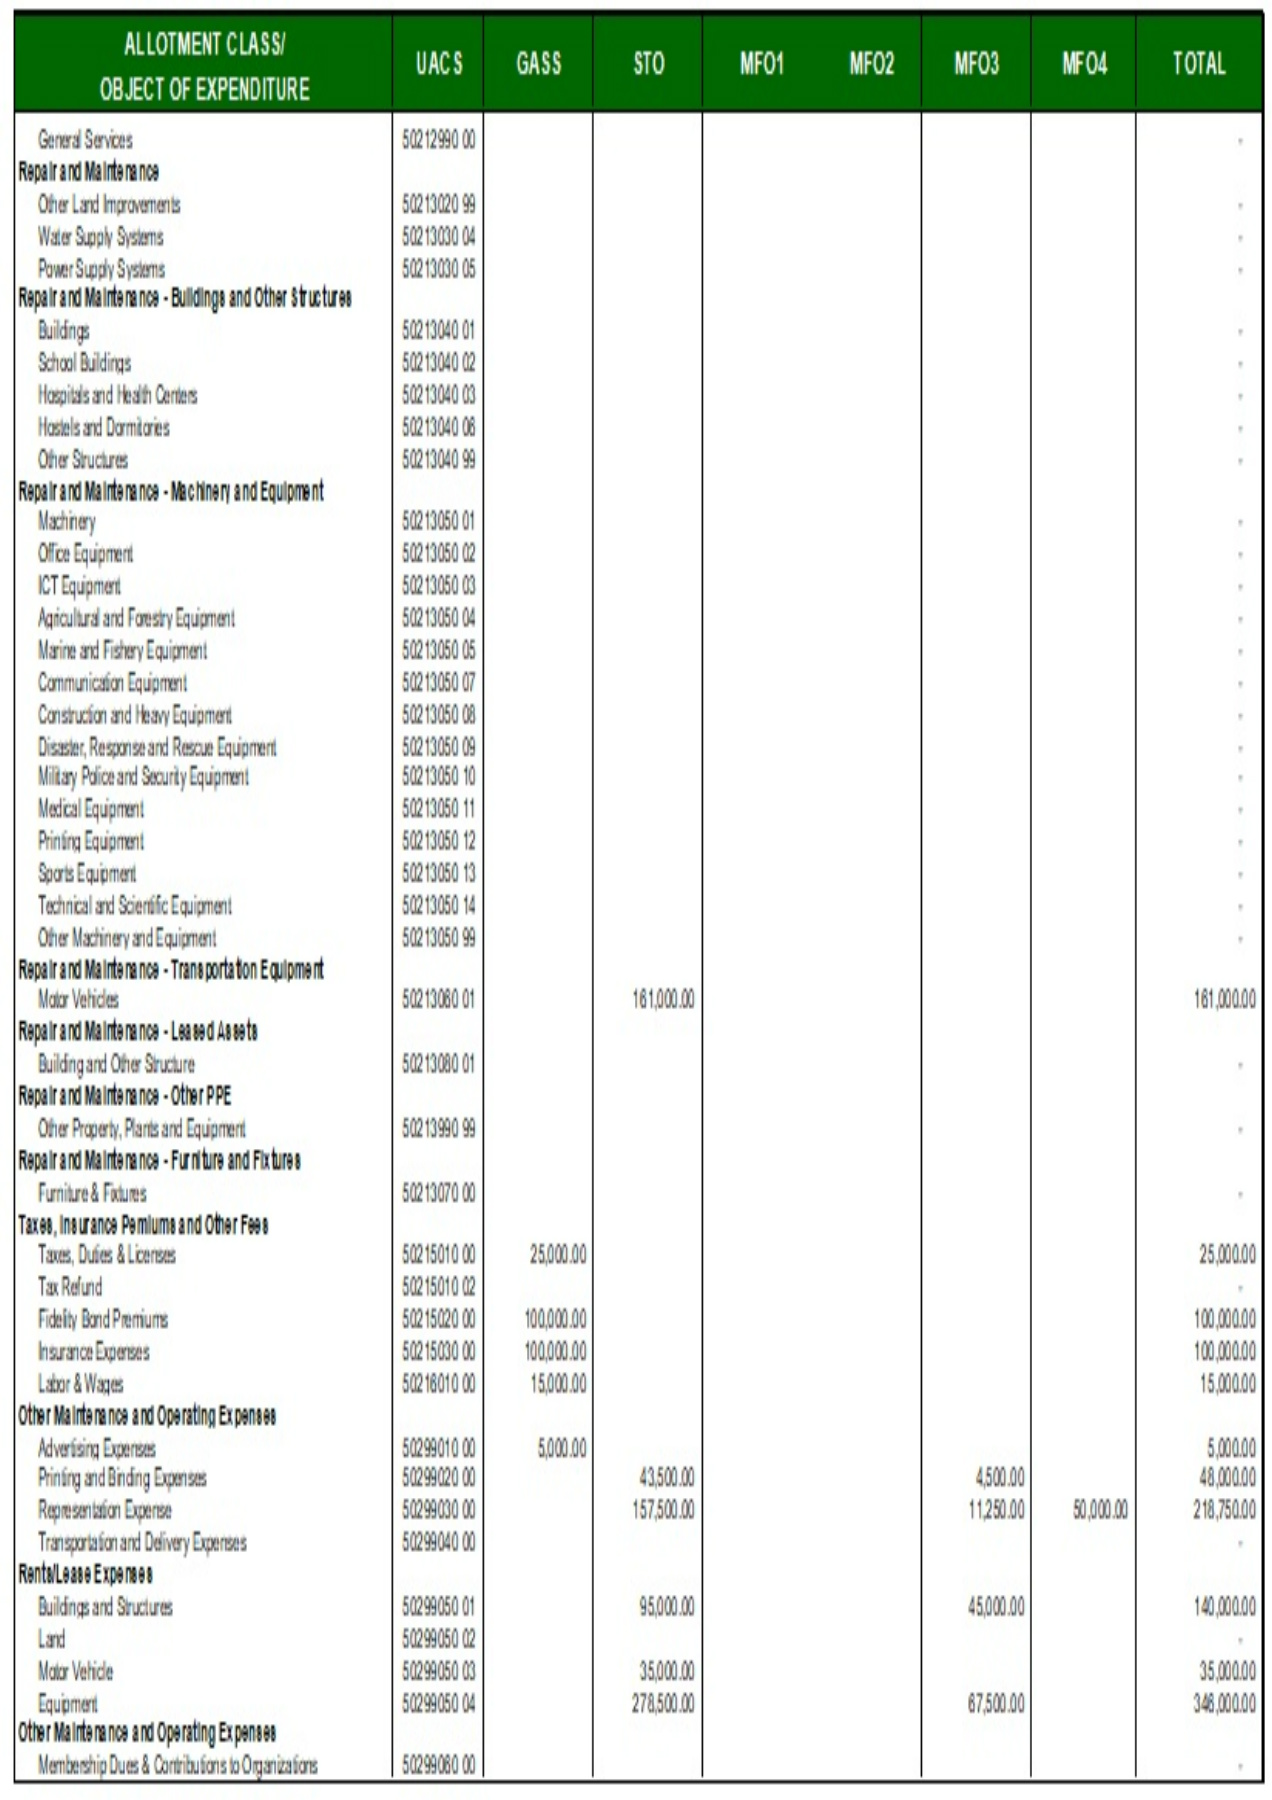 ALLOTMENT CLASS/
OBJECT OF EXPENDITURE UACS GASS STO MFO1 MFO2 MFO3 MFO4 TOTAL
General Services 50212990 00 -
Repair and Maintenance
Other Land Improvements 50213020 99 -
Water Supply Systems 50213030 04 -
Power Supply Systems 50213030 05 -
Repair and Maintenance - Buildings and Other Structures
Buildings 50213040 01 -
School Buildings 50213040 02 -
Hospitals and Health Centers 50213040 03 -
Hostels and Dormitories 50213040 06 -
Other Structures 50213040 99 -
Repair and Maintenance - Machinery and Equipment
Machinery 50213050 01 -
Office Equipment 50213050 02 -
ICT Equipment 50213050 03 -
Agricultural and Forestry Equipment 50213050 04 -
Marine and Fishery Equipment 50213050 05 -
Communication Equipment 50213050 07 -
Construction and Heavy Equipment 50213050 08 -
Disaster, Response and Rescue Equipment 50213050 09 -
Military Police and Security Equipment 50213050 10 -
Medical Equipment 50213050 11 -
Printing Equipment 50213050 12 -
Sports Equipment 50213050 13 -
Technical and Scientific Equipment 50213050 14 -
Other Machinery and Equipment 50213050 99 -
Repair and Maintenance - Transportation Equipment
Motor Vehicles 50213060 01 161,000.00 161,000.00
Repair and Maintenance - Leased Assets
Building and Other Structure 50213080 01 -
Repair and Maintenance - Other PPE
Other Property, Plants and Equipment 50213990 99 -
Repair and Maintenance - Furniture and Fixtures
Furniture & Fixtures 50213070 00 -
Taxes, Insurance Pemiums and Other Fees
Taxes, Duties & Licenses 50215010 00 25,000.00 25,000.00
Tax Refund 50215010 02 -
Fidelity Bond Premiums 50215020 00 100,000.00 100,000.00
Insurance Expenses 50215030 00 100,000.00 100,000.00
Labor & Wages 50216010 00 15,000.00 15,000.00
Other Maintenance and Operating Expenses
Advertising Expenses 50299010 00 5,000.00 5,000.00
Printing and Binding Expenses 50299020 00 43,500.00 4,500.00 48,000.00
Representation Expense 50299030 00 157,500.00 11,250.00 50,000.00 218,750.00
Transportation and Delivery Expenses 50299040 00 -
Rents/Lease Expenses
Buildings and Structures 50299050 01 95,000.00 45,000.00 140,000.00
Land 50299050 02 -
Motor Vehicle 50299050 03 35,000.00 35,000.00
Equipment 50299050 04 278,500.00 67,500.00 346,000.00
Other Maintenance and Operating Expenses
Membership Dues & Contributions to Organizations 50299060 00 -